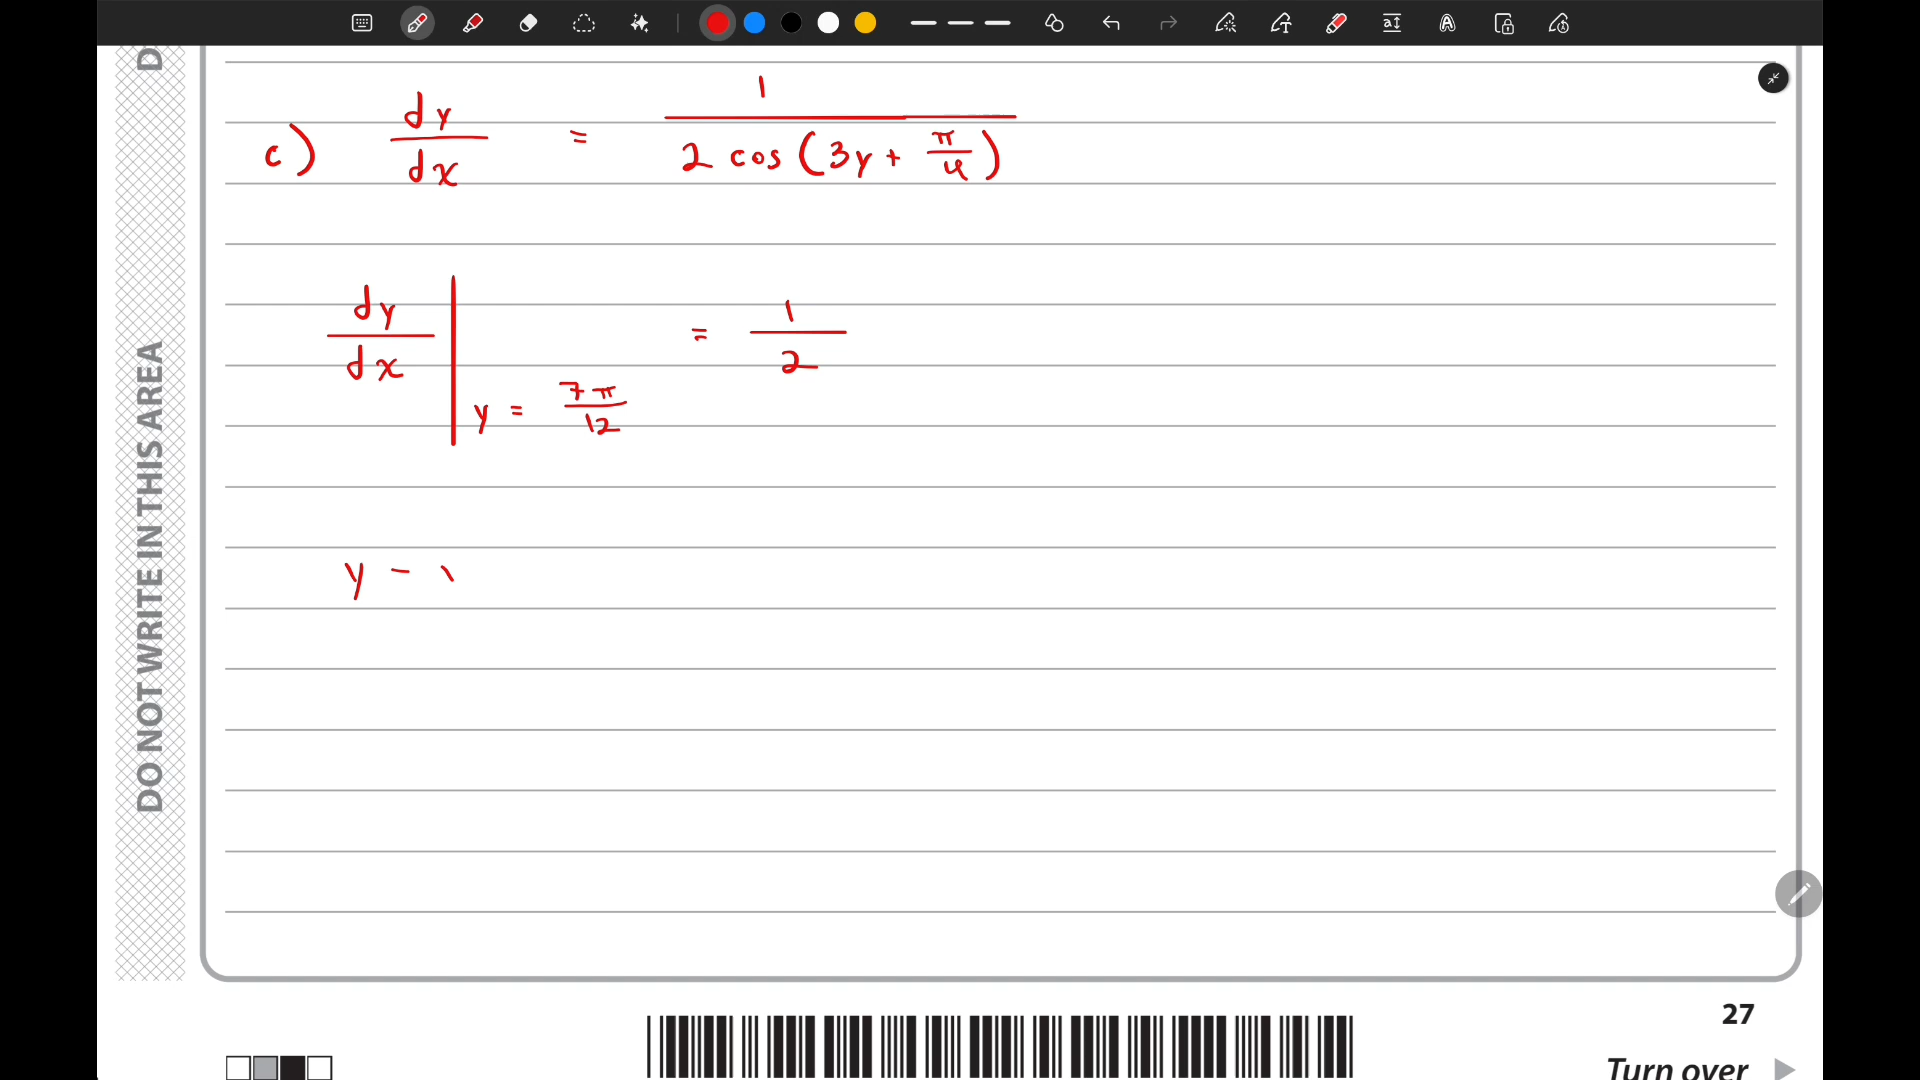 c) dy/dx = 1/(2 cos (3y + π/4))
dy/dx | y = 7π/12 = 1/2
y -
DO NOT WRITE IN THIS AREA
D
27
Turn over